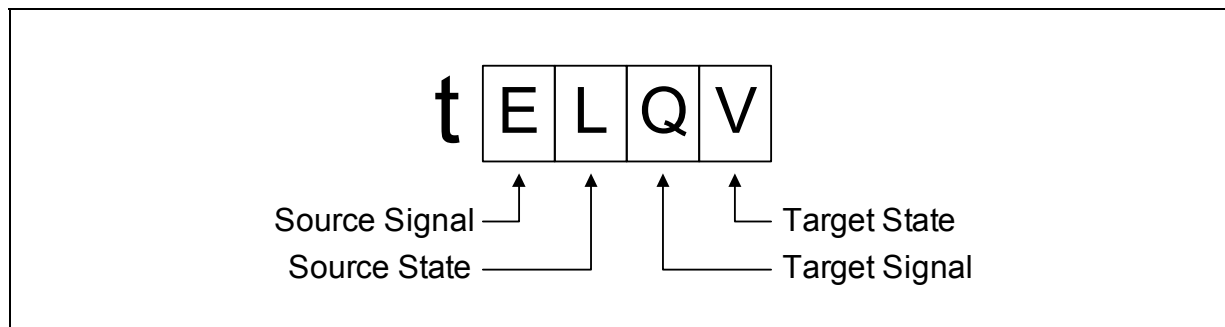 t E L Q V
Source Signal Target State
Source State Target Signal